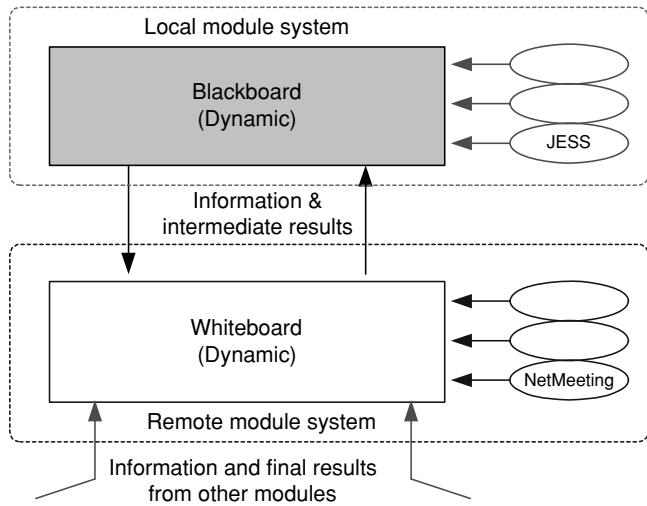 Local module system
Blackboard
(Dynamic)
JESS
Information &
intermediate results
Whiteboard
(Dynamic)
NetMeeting
Remote module system
Information and final results
from other modules